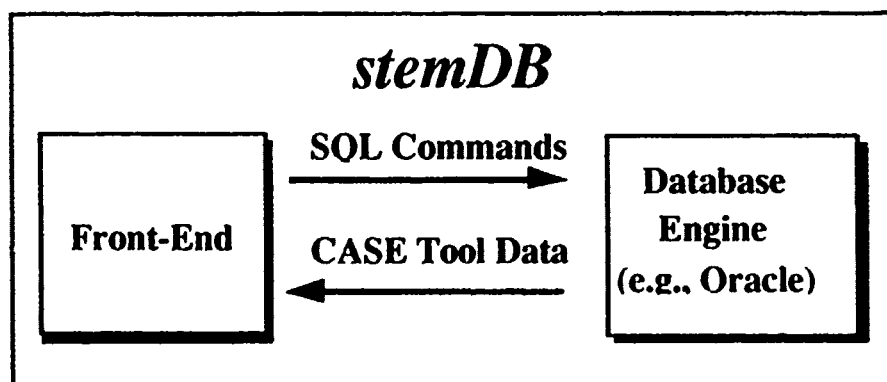 stemDB
SQL Commands
Front-End
CASE Tool Data
Database
Engine
(e.g., Oracle)